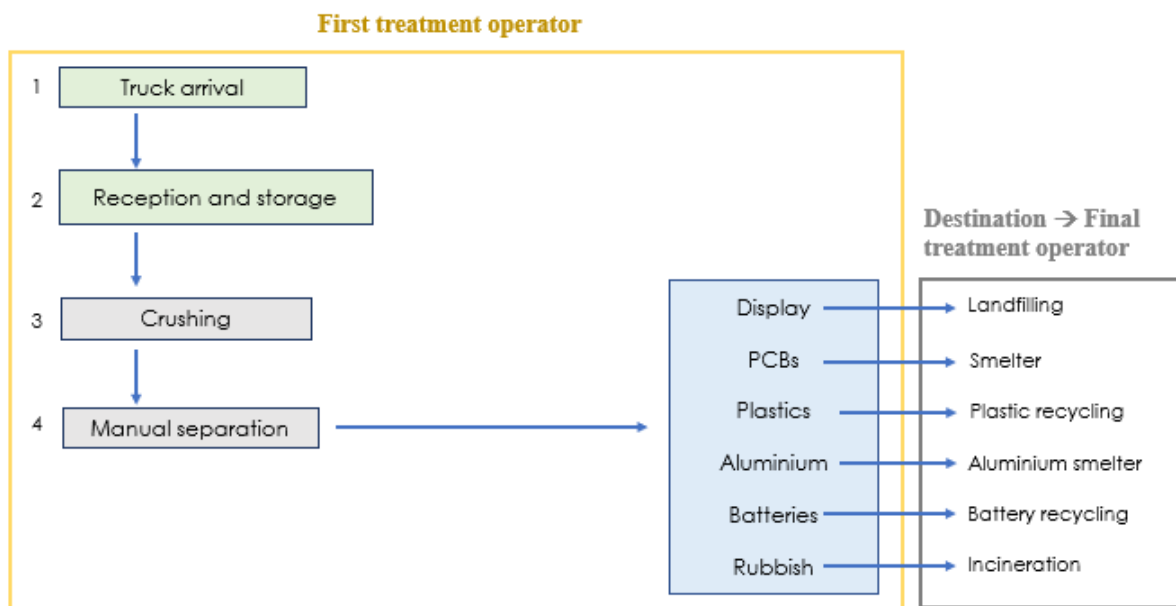 First treatment operator
1
Truck arrival
2
Reception and storage
3
Crushing
4
Manual separation
Display
PCBs
Plastics
Aluminium
Batteries
Rubbish
Destination → Final
treatment operator
Landfilling
Smelter
Plastic recycling
Aluminium smelter
Battery recycling
Incineration